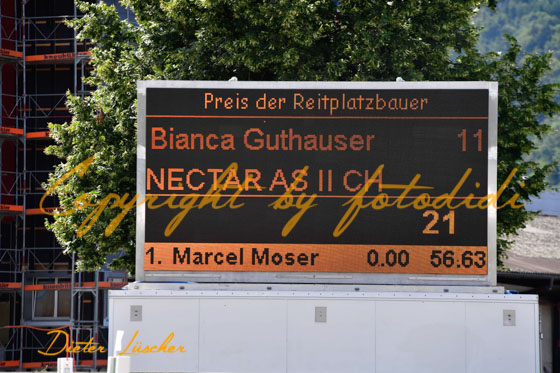 Preis der Reitplatzbauer
Bianca Guthauser 11
NECTAR AS II CH
Copyright by fotodidi
21
1. Marcel Moser 0.00 56.63
Dieter Lüscher